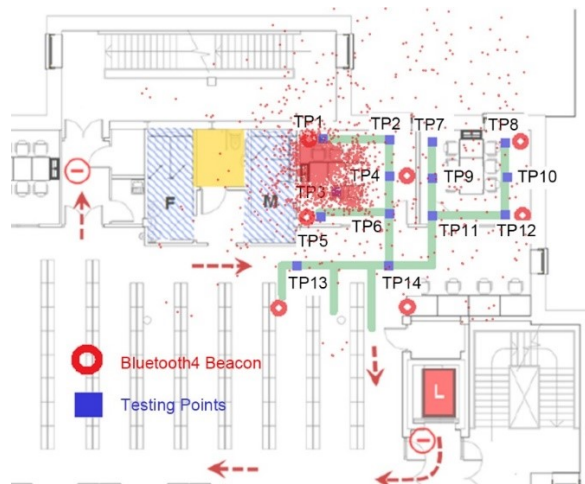 TP1
TP2
TP7
TP8
TP3
TP4
TP9
TP10
F
M
TP5
TP6
TP11
TP12
TP13
TP14
Bluetooth4 Beacon
Testing Points
L